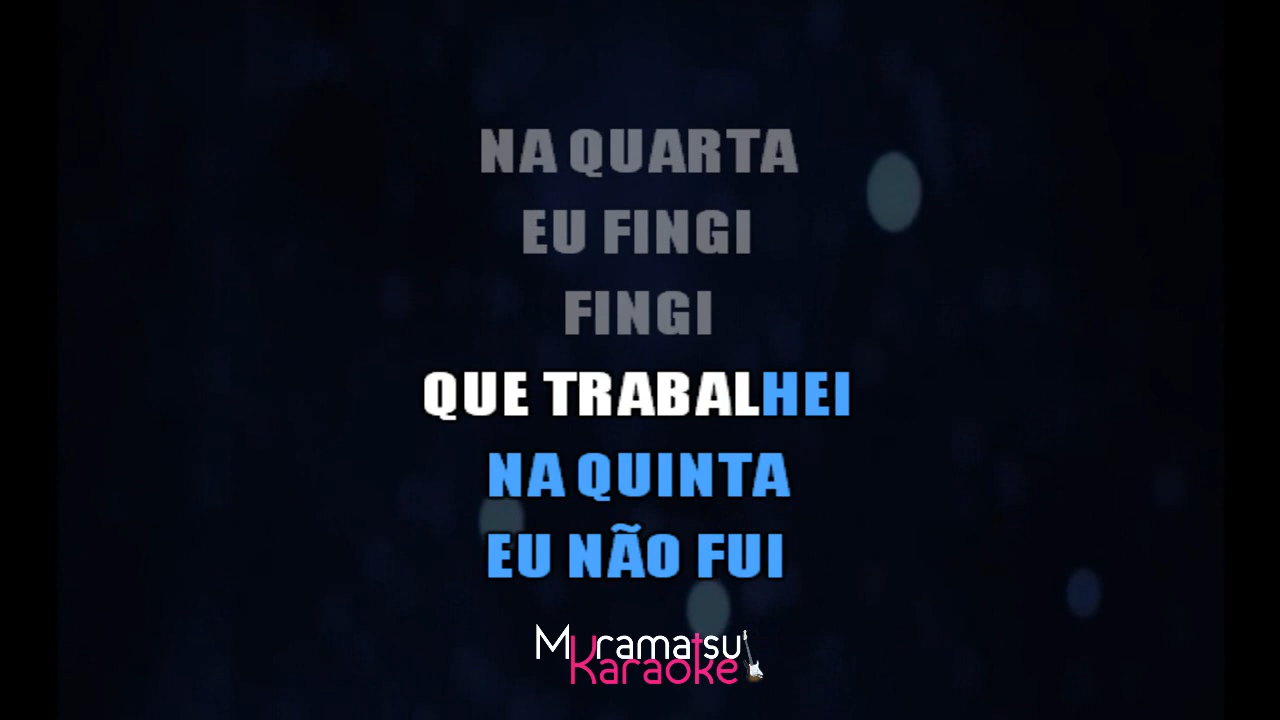 NA QUARTA
EU FINGI
FINGI
QUE TRABALHEI
NA QUINTA
EU NÃO FUI
Muramatsu
Karaoke